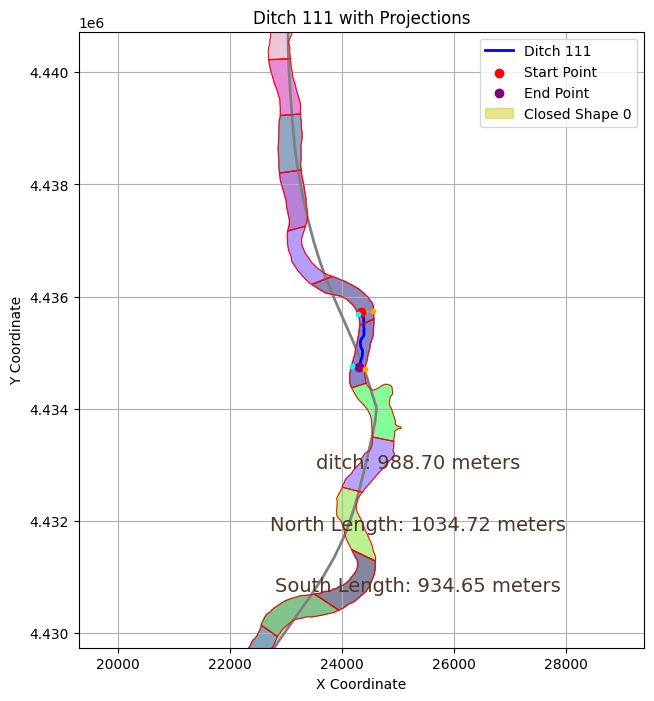 Ditch 111 with Projections
1e6
Ditch 111
Start Point
End Point
Closed Shape 0
4.440
4.438
4.436
4.434
4.432
4.430
Y Coordinate
ditch: 988.70 meters
North Length: 1034.72 meters
South Length: 934.65 meters
20000 22000 24000 26000 28000
X Coordinate